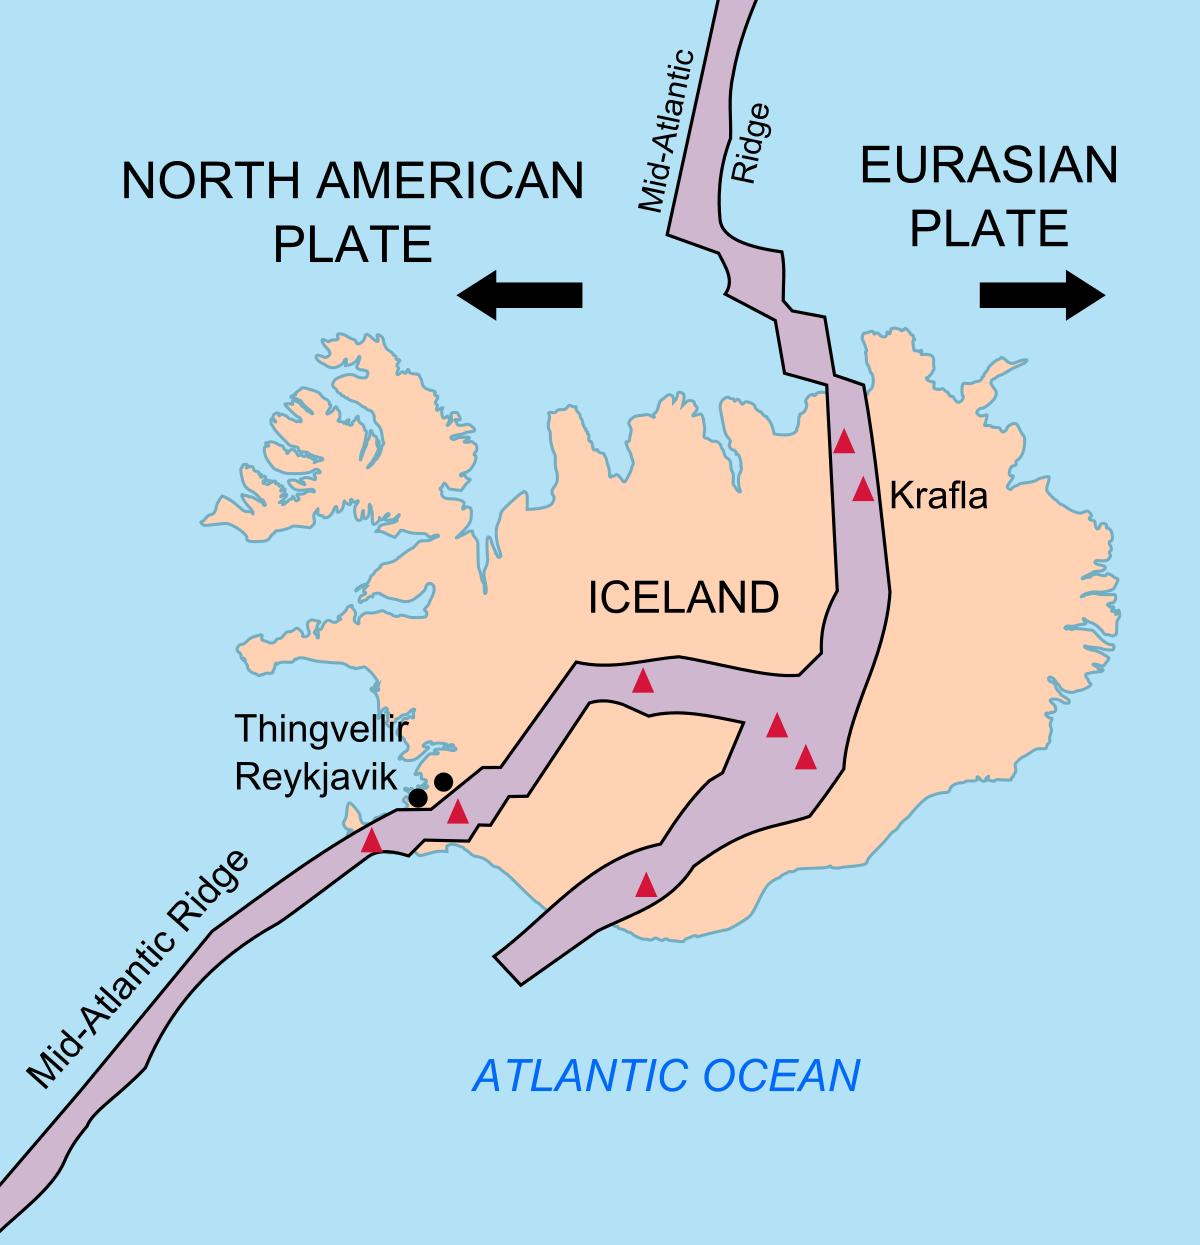 Mid-Atlantic
Ridge
NORTH AMERICAN
PLATE
EURASIAN
PLATE
Krafla
ICELAND
Thingvellir
Reykjavik
Mid-Atlantic Ridge
ATLANTIC OCEAN